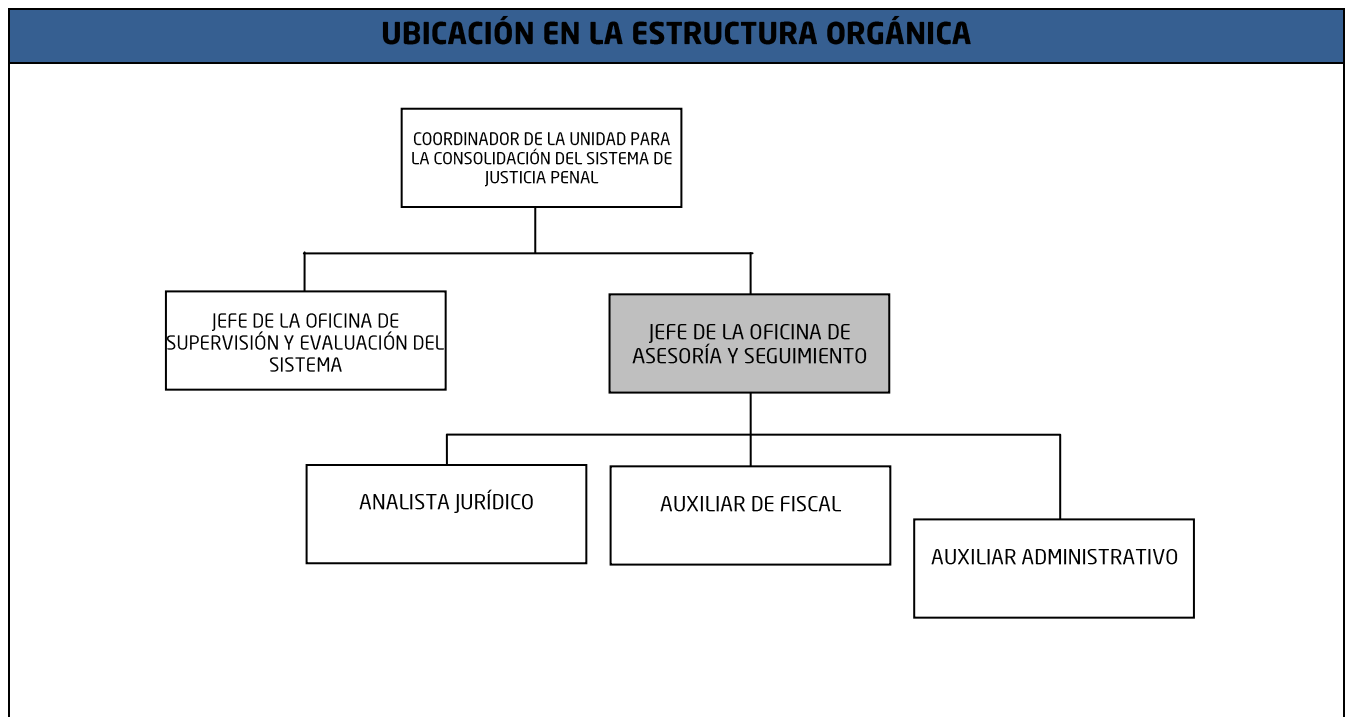 UBICACIÓN EN LA ESTRUCTURA ORGÁNICA
COORDINADOR DE LA UNIDAD PARA
LA CONSOLIDACIÓN DEL SISTEMA DE
JUSTICIA PENAL
JEFE DE LA OFICINA DE
SUPERVISIÓN Y EVALUACIÓN DEL
SISTEMA
JEFE DE LA OFICINA DE
ASESORÍA Y SEGUIMIENTO
ANALISTA JURÍDICO
AUXILIAR DE FISCAL
AUXILIAR ADMINISTRATIVO